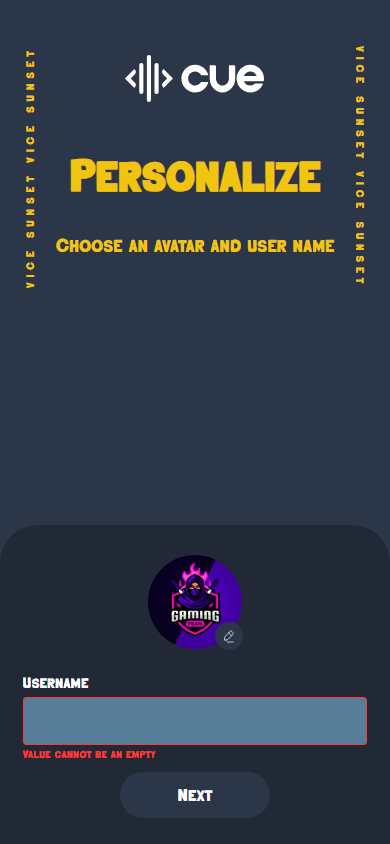 cue
VICE SUNSET VICE SUNSET
VICE SUNSET VICE SUNSET
Personalize
Choose an avatar and user name
GAMING
TEAM
Username
Value cannot be an empty
Next